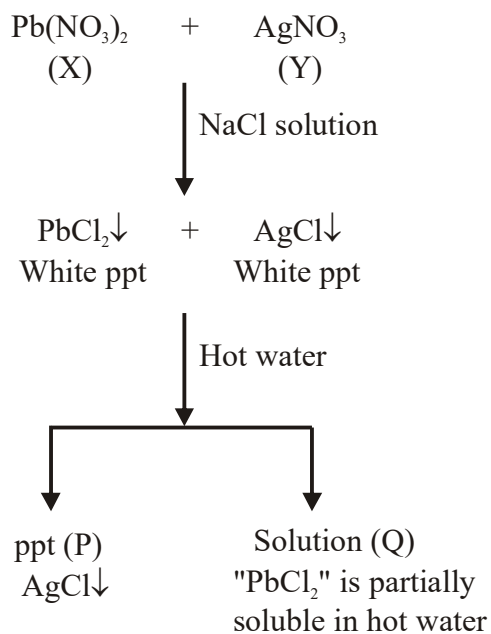 Pb(NO₃)₂ + AgNO₃
(X) (Y)
NaCl solution
PbCl₂↓ + AgCl↓
White ppt White ppt
Hot water
ppt (P)
AgCl↓
Solution (Q)
"PbCl₂" is partially
soluble in hot water